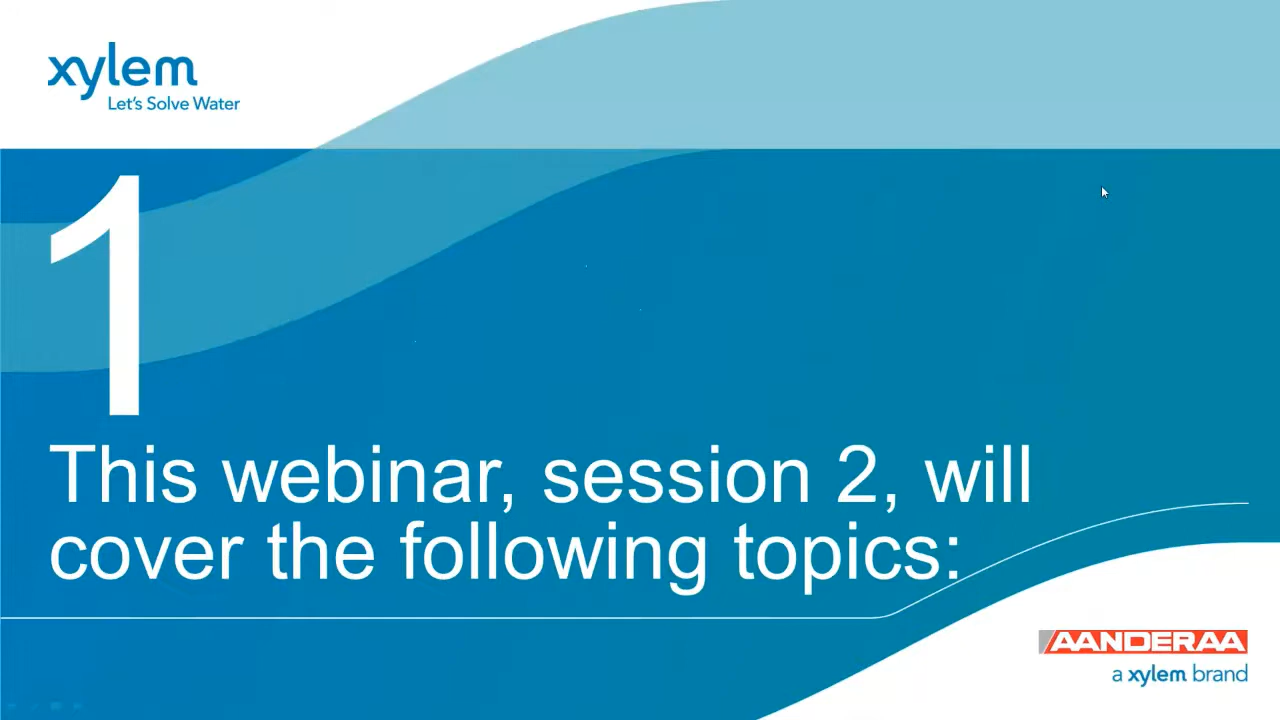 xylem
Let's Solve Water
1
This webinar, session 2, will
cover the following topics:
AANDERAA
a xylem brand